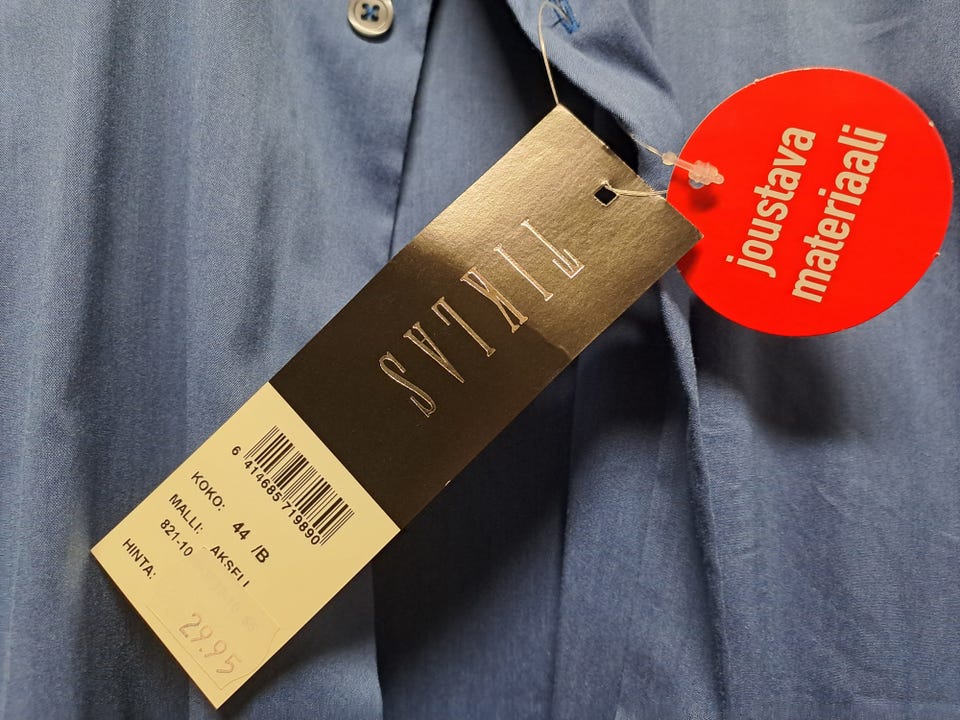 joustava
materiaali
TIKLAS
6 414685 719890
KOKO: 44 /B
MALLI: AKSELI
821-10
HINTA:
29.95